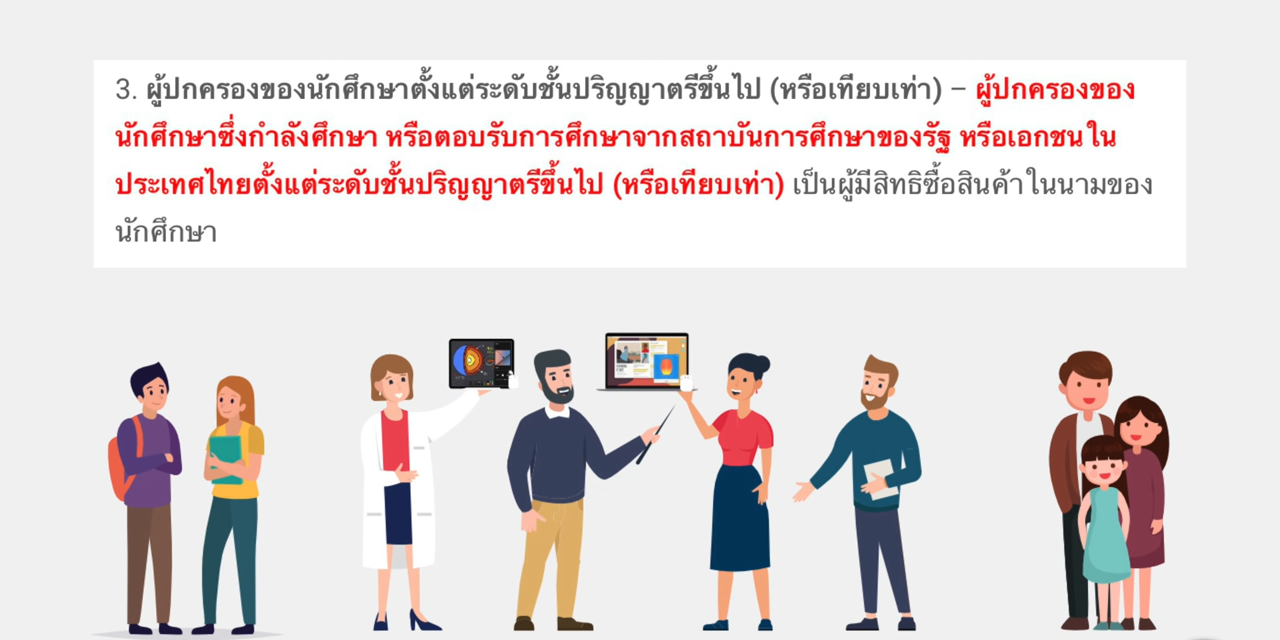 3. ผู้ปกครองของนักศึกษาตั้งแต่ระดับชั้นปริญญาตรีขึ้นไป (หรือเทียบเท่า) – ผู้ปกครองของ
นักศึกษาซึ่งกำลังศึกษา หรือตอบรับการศึกษาจากสถาบันการศึกษาของรัฐ หรือเอกชนใน
ประเทศไทยตั้งแต่ระดับชั้นปริญญาตรีขึ้นไป (หรือเทียบเท่า) เป็นผู้มีสิทธิซื้อสินค้าในนามของ
นักศึกษา